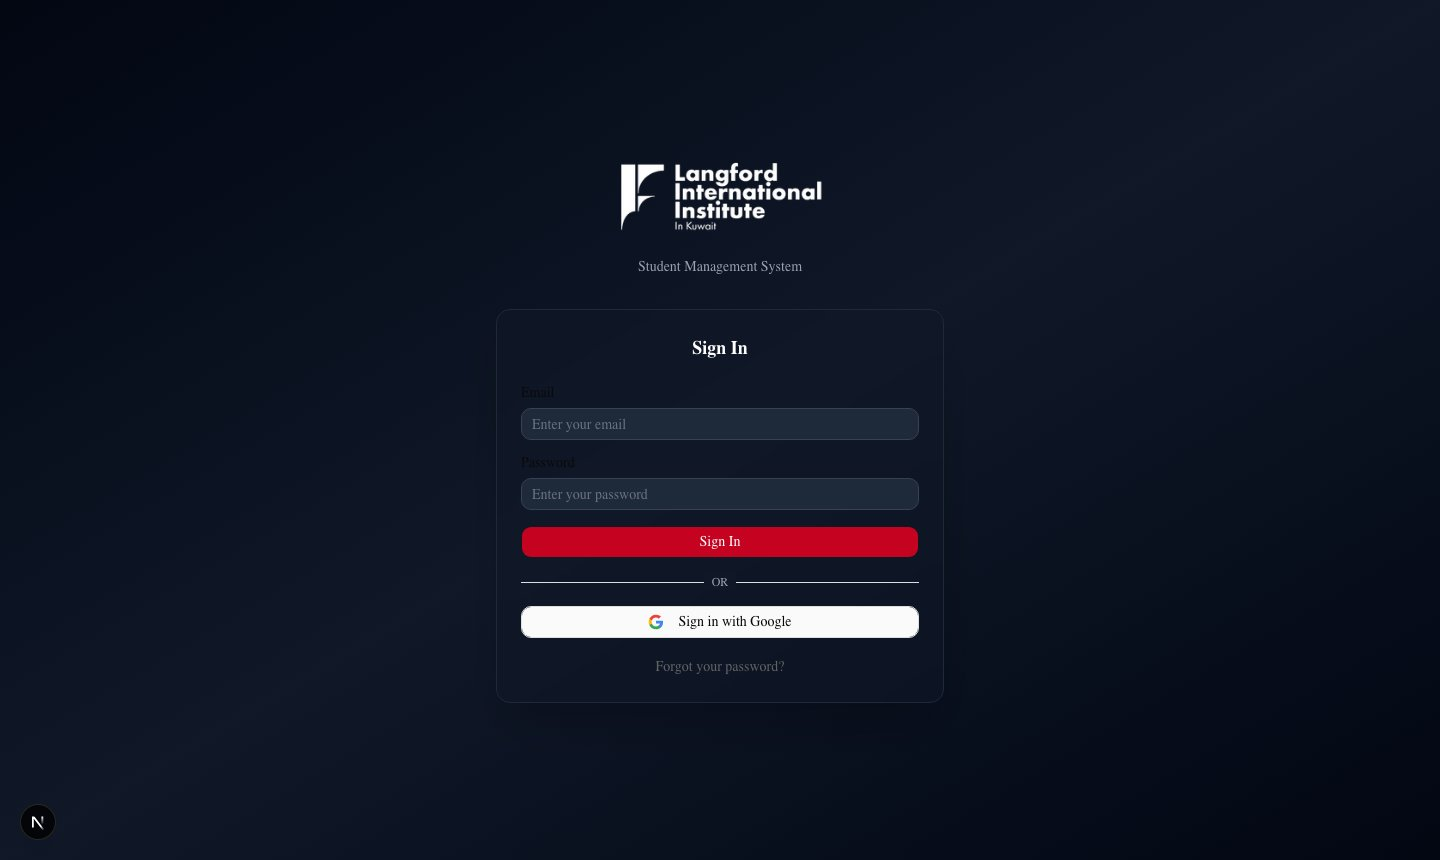 Langford
International
Institute
In Kuwait
Student Management System
Sign In
Email
Enter your email
Password
Enter your password
Sign In
OR
Sign in with Google
Forgot your password?
N